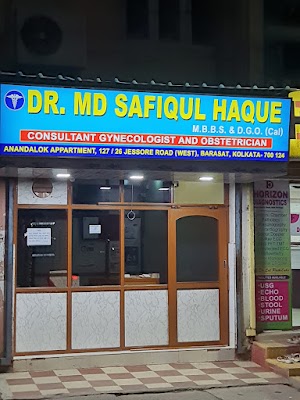 DR. MD SAFIQUL HAQUE
M.B.B.S. & D.G.O. (Cal)
CONSULTANT GYNECOLOGIST AND OBSTETRICIAN
ANANDALOK APPARTMENT, 127 / 26 JESSORE ROAD (WEST), BARASAT, KOLKATA- 700 124
HORIZON
DIAGNOSTICS
USG
ECHO
BLOOD
STOOL
URINE
SPUTUM